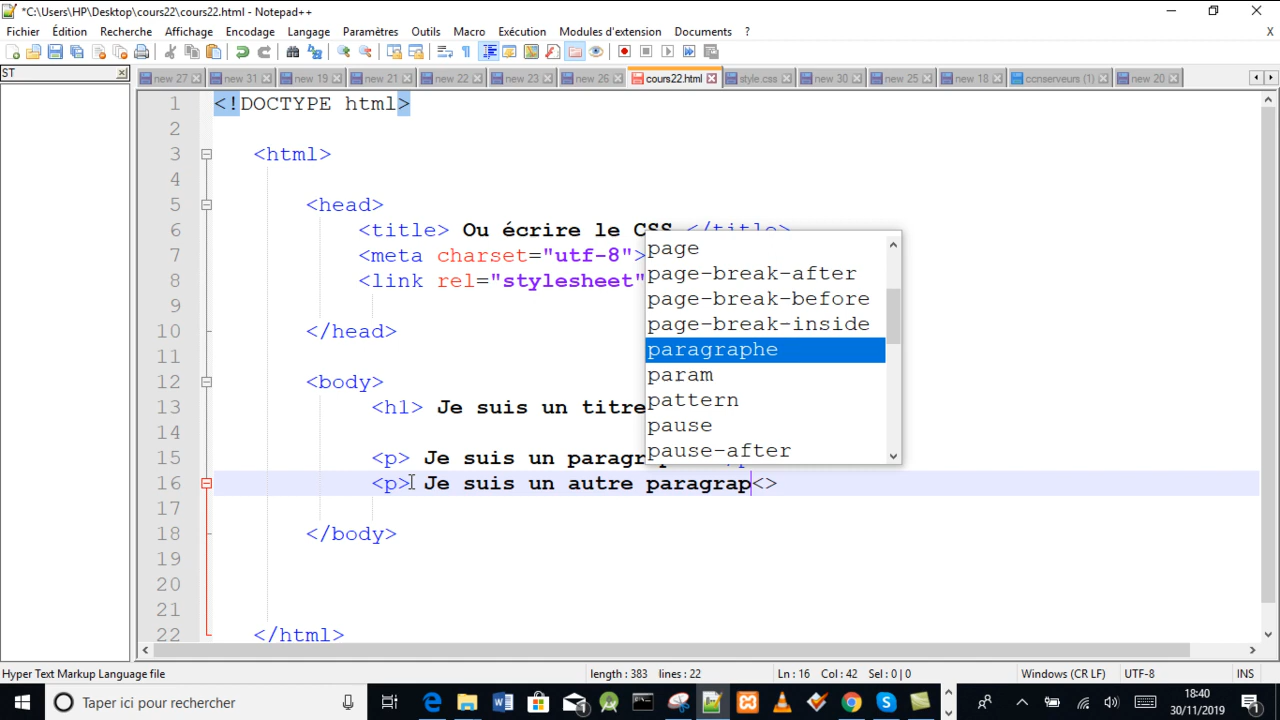 *C:\Users\HP\Desktop\cours22\cours22.html - Notepad++
Fichier Édition Recherche Affichage Encodage Langage Paramètres Outils Macro Exécution Modules d'extension Documents ? X
ST new 27 new 31 new 19 new 21 new 22 new 23 new 26 cours22.html style.css new 3 new 2 new 18 ccnserveurs (1) new 20
1 <!DOCTYPE html>
2
3 <html>
4
5 <head>
6 <title> Ou écrire le CSS </title>
7 <meta charset="utf-8">
8 <link rel="stylesheet"
9
10 </head>
11
12 <body>
13 <h1> Je suis un titre
14
15 <p> Je suis un paragr
16 <p> Je suis un autre paragrap<>
17
18 </body>
19
20
21
22 </html>
page
page-break-after
page-break-before
page-break-inside
paragraphe
param
pattern
pause
pause-after
Hyper Text Markup Language file length : 383 lines : 22 Ln : 16 Col : 42 Sel : 0 | 0 Windows (CR LF) UTF-8 INS
Taper ici pour rechercher 18:40
30/11/2019